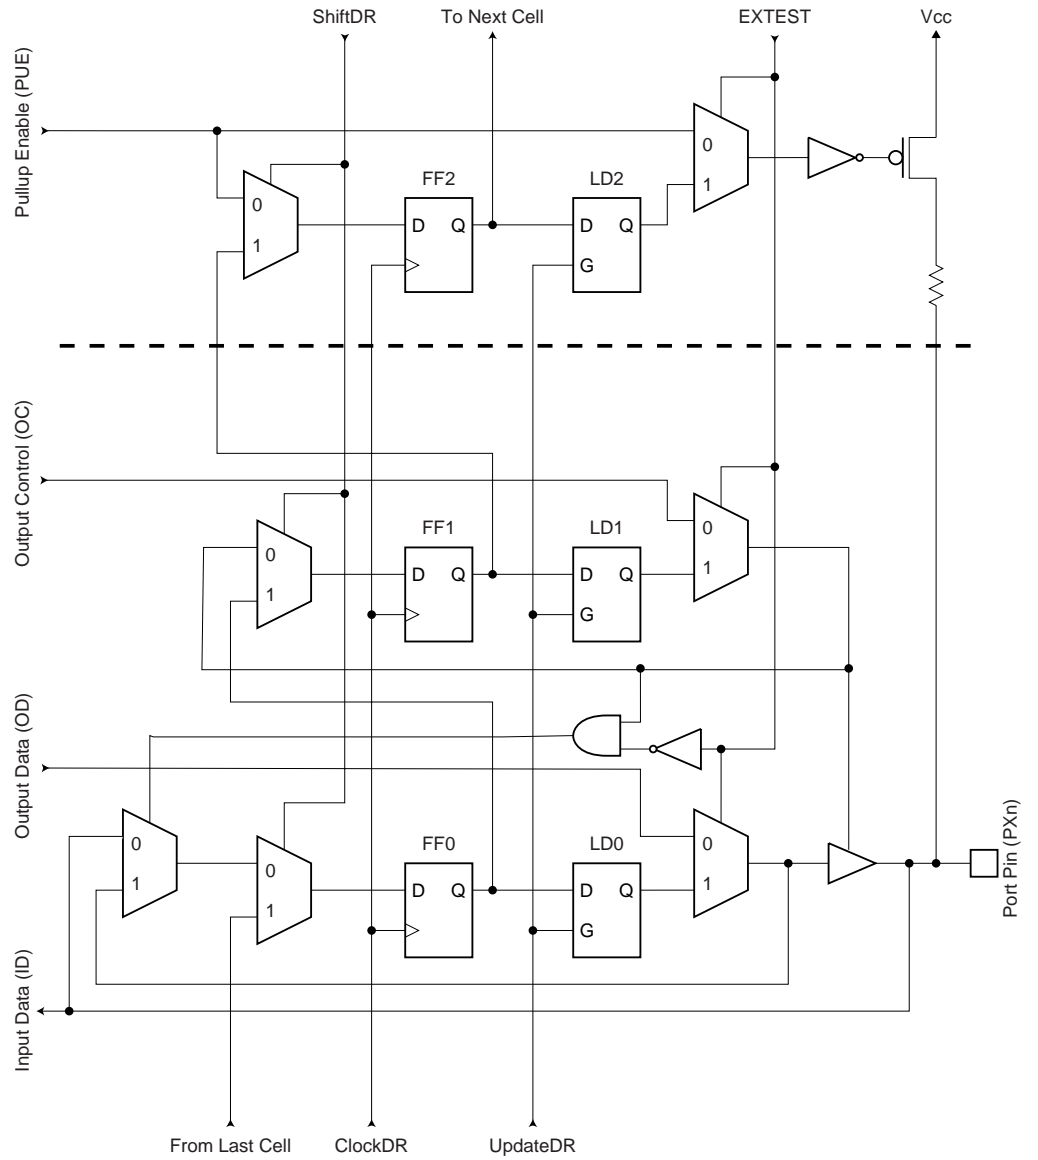 ShiftDR
To Next Cell
EXTEST
Vcc
Pullup Enable (PUE)
0
1
FF2
D Q
LD2
D Q
G
0
1
Output Control (OC)
0
1
FF1
D Q
LD1
D Q
G
0
1
Output Data (OD)
0
1
0
1
FF0
D Q
LD0
D Q
G
0
1
Port Pin (PXn)
Input Data (ID)
From Last Cell
ClockDR
UpdateDR